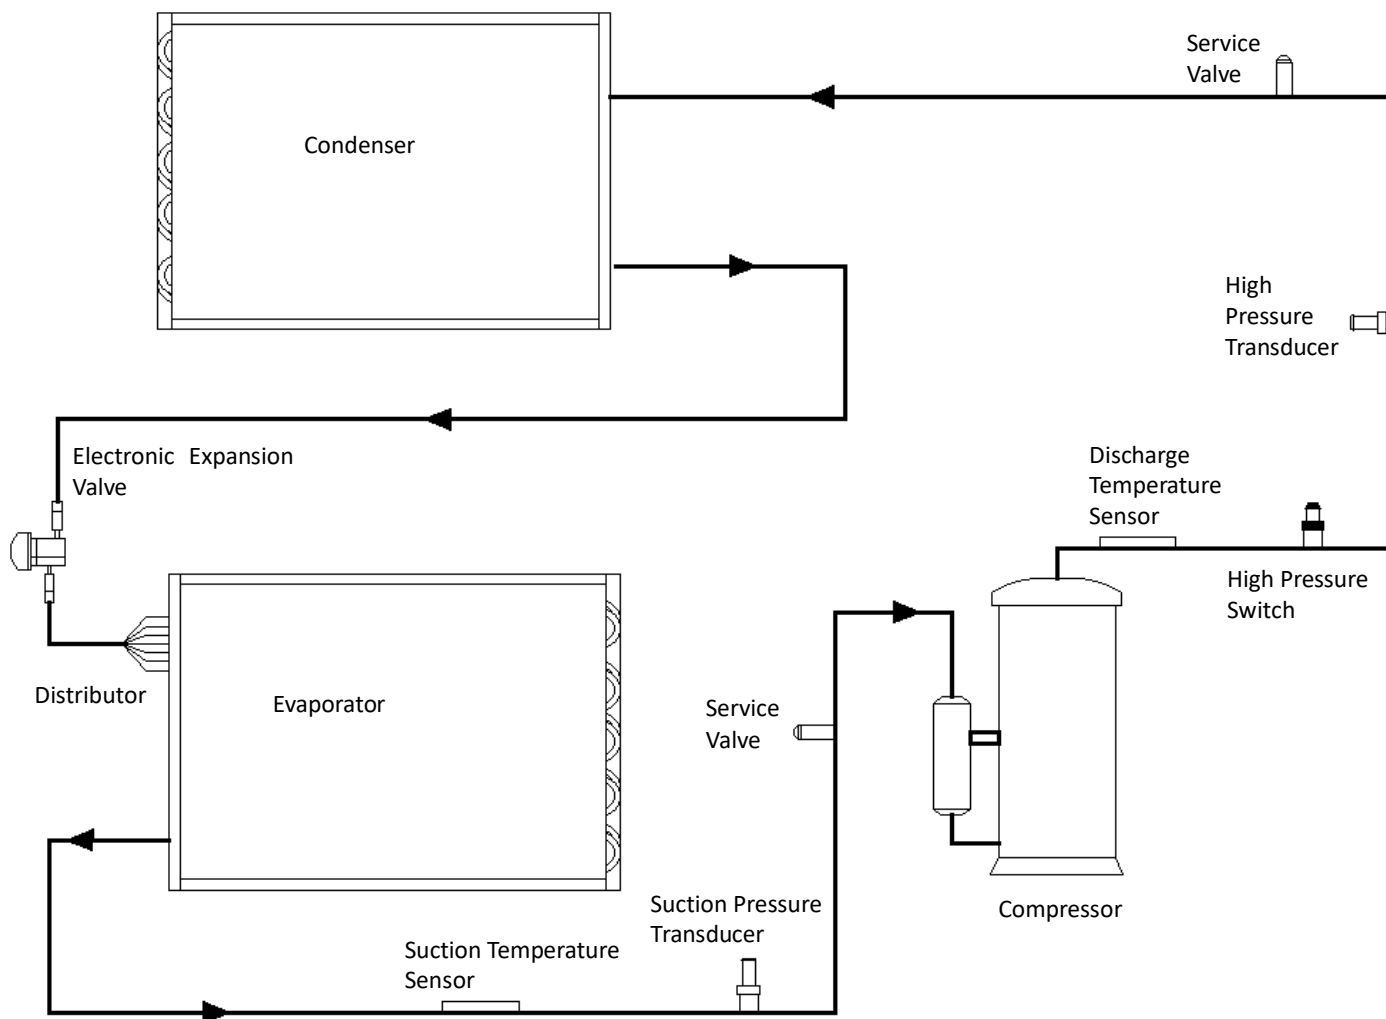 Service
Valve
Condenser
High
Pressure
Transducer
Electronic Expansion
Valve
Discharge
Temperature
Sensor
High Pressure
Switch
Distributor
Evaporator
Service
Valve
Suction Pressure
Transducer
Compressor
Suction Temperature
Sensor